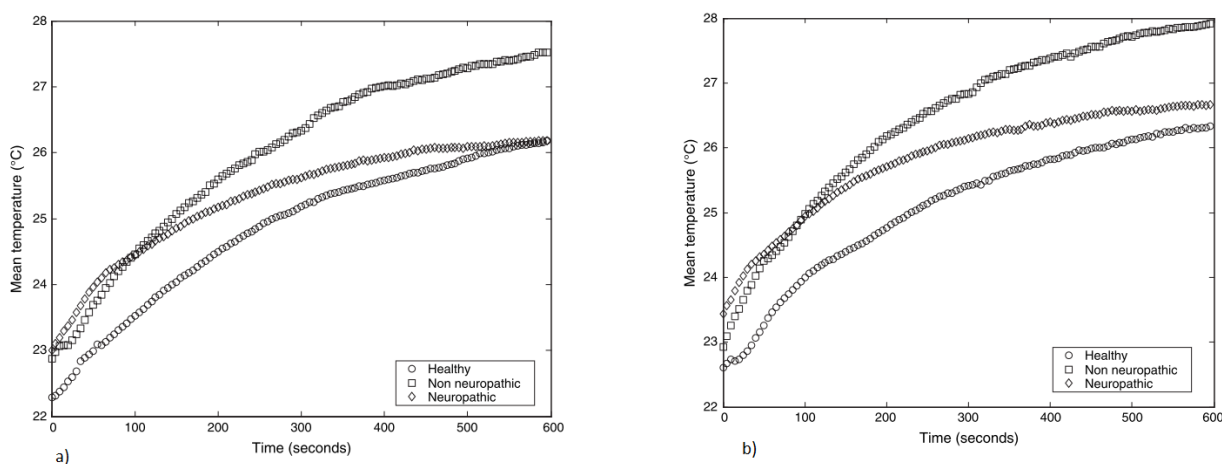 28
27
26
25
24
23
22
Mean temperature (°C)
0
100
200
300
400
500
600
Time (seconds)
Healthy
Non neuropathic
Neuropathic
a)
28
27
26
25
24
23
22
Mean temperature (°C)
0
100
200
300
400
500
600
Time (seconds)
Healthy
Non neuropathic
Neuropathic
b)